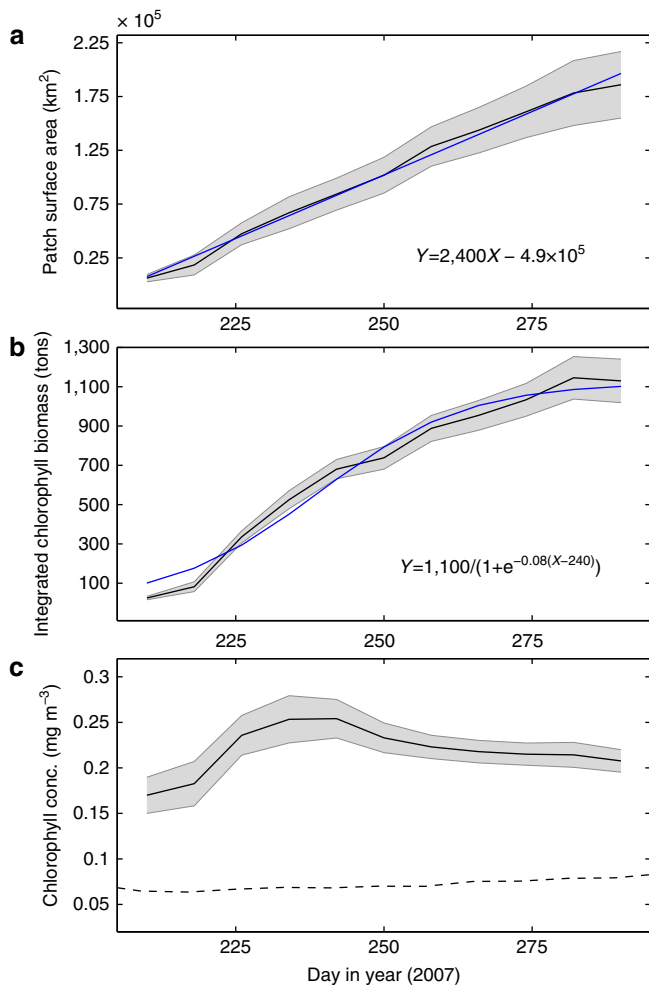 × 10⁵
a
2.25
1.75
1.25
0.75
0.25
Patch surface area (km²)
Y=2,400X – 4.9×10⁵
225 250 275
b
1,300
1,100
900
700
500
300
100
Integrated chlorophyll biomass (tons)
Y=1,100/(1+e⁻⁰·⁰⁸⁽ˣ⁻²⁴⁰⁾)
225 250 275
c
0.3
0.25
0.2
0.15
0.1
0.05
Chlorophyll conc. (mg m⁻³)
225 250 275
Day in year (2007)